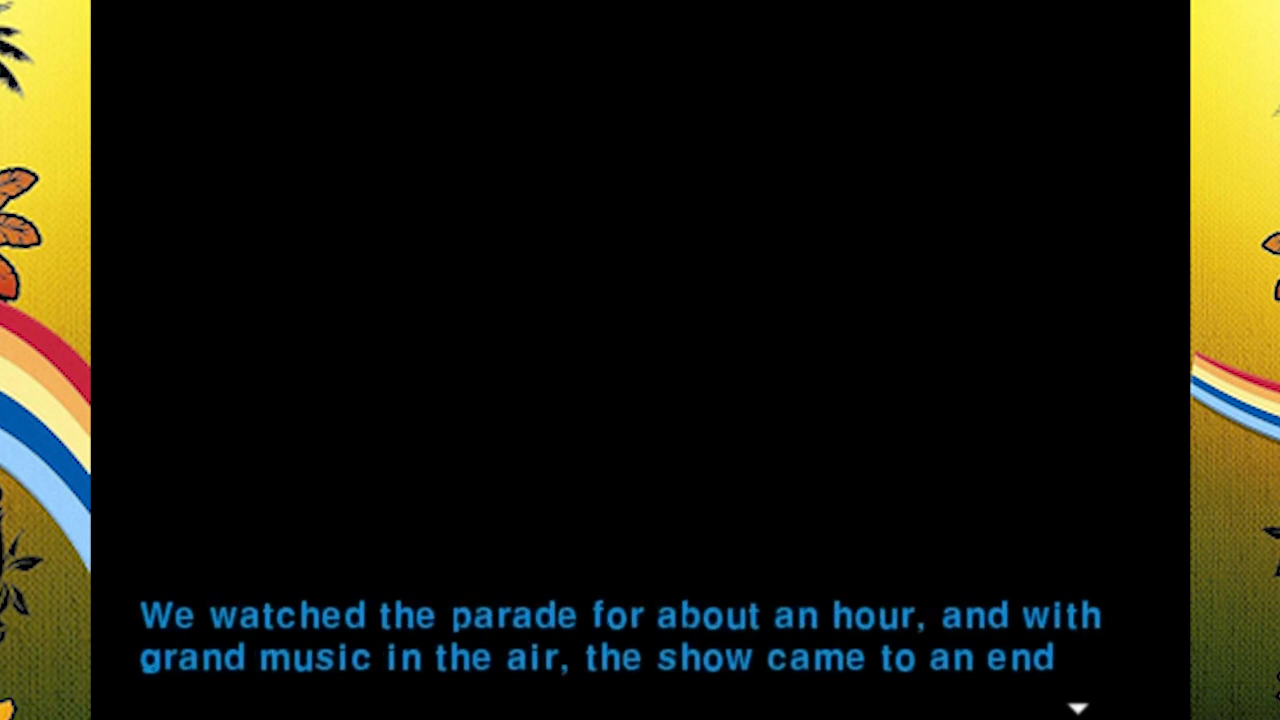 We watched the parade for about an hour, and with
grand music in the air, the show came to an end